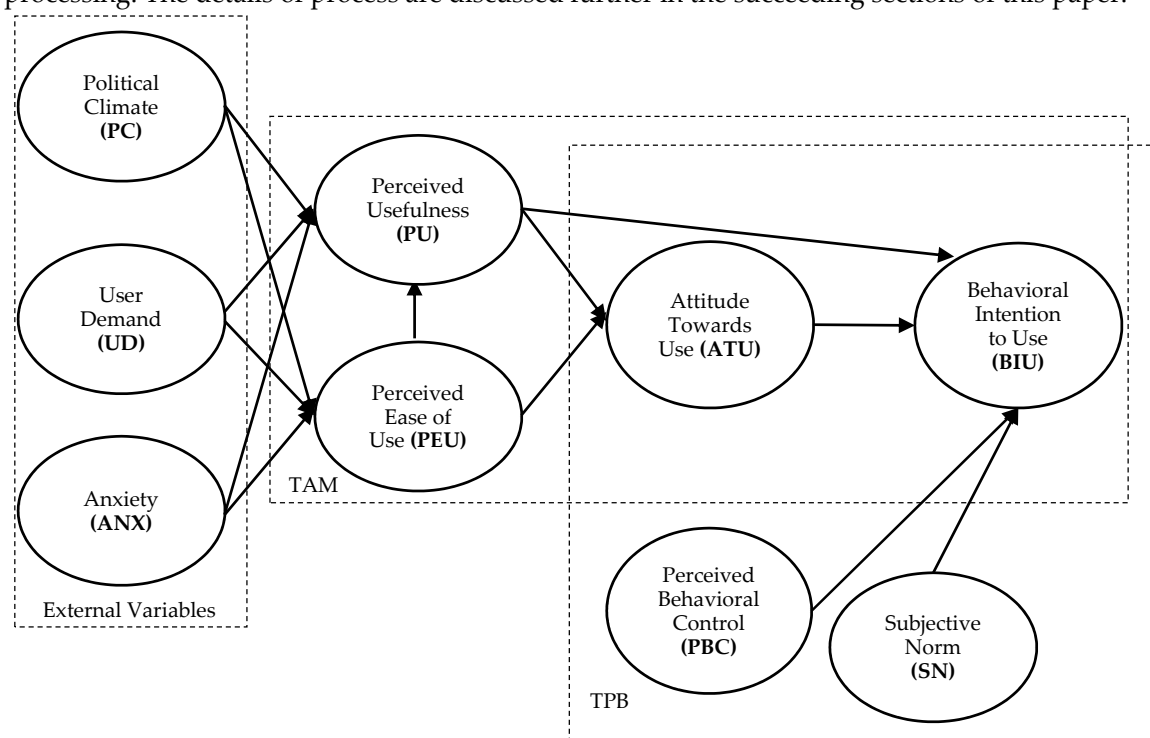 processing. The details of process are discussed further in the succeeding sections of this paper.
Political
Climate
(PC)
User
Demand
(UD)
Anxiety
(ANX)
External Variables
Perceived
Usefulness
(PU)
Perceived
Ease of
Use (PEU)
TAM
Attitude
Towards
Use (ATU)
Behavioral
Intention
to Use
(BIU)
Perceived
Behavioral
Control
(PBC)
Subjective
Norm
(SN)
TPB